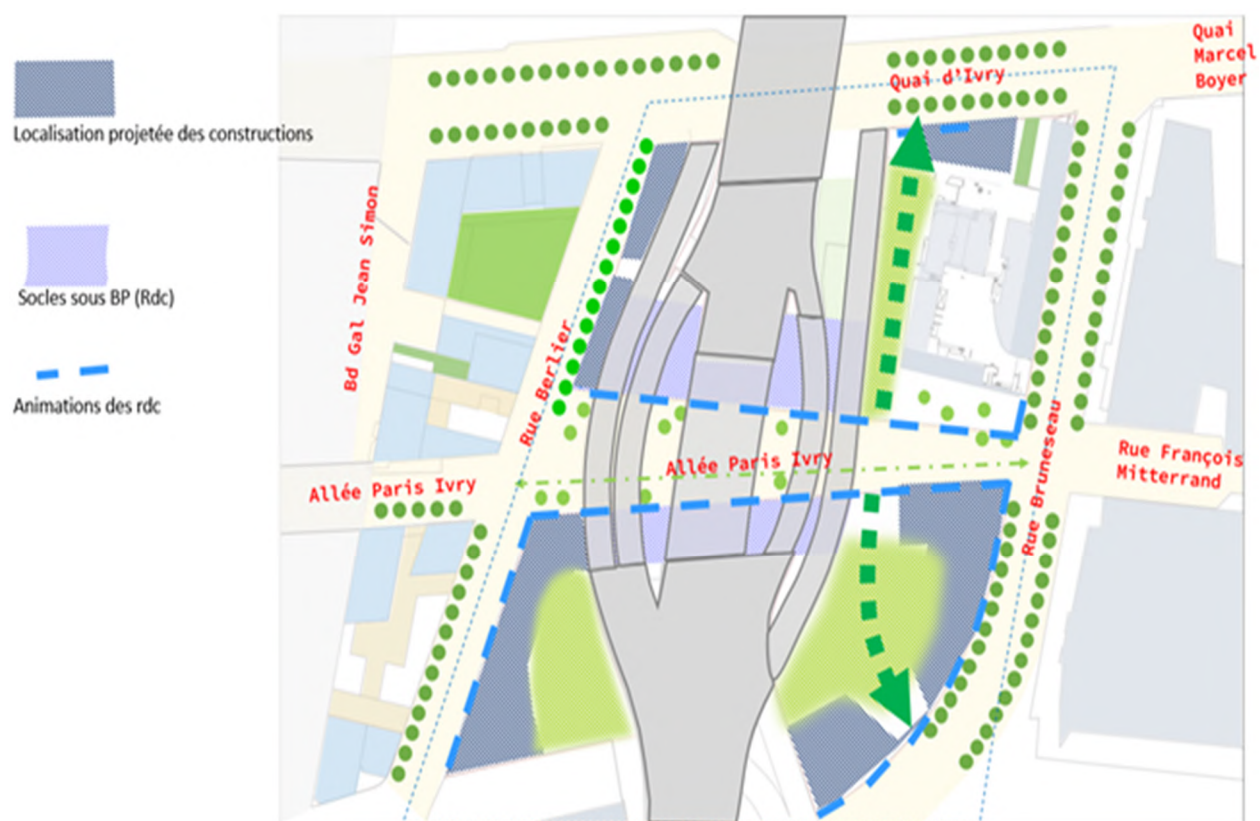 Localisation projetée des constructions
Socles sous BP (Rdc)
Animations des rdc
Quai
Marcel
Boyer
Quai d'Ivry
Bd Gal Jean Simon
Rue Berlier
Allée Paris Ivry
Allée Paris Ivry
Rue Bruneseau
Rue François
Mitterrand